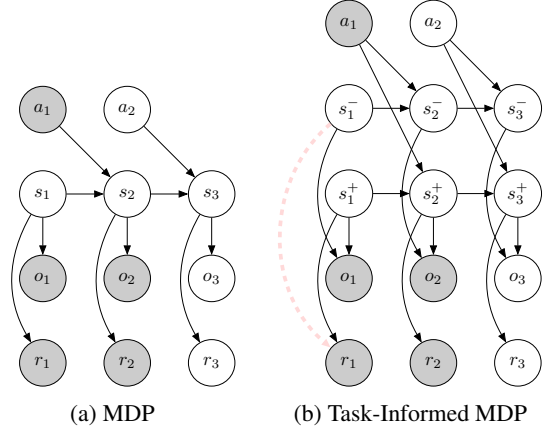 a₁ a₂
s₁⁻ s₂⁻ s₃⁻
a₁ a₂
s₁ s₂ s₃
s₁⁺ s₂⁺ s₃⁺
o₁ o₂ o₃
o₁ o₂ o₃
r₁ r₂ r₃
r₁ r₂ r₃
(a) MDP
(b) Task-Informed MDP